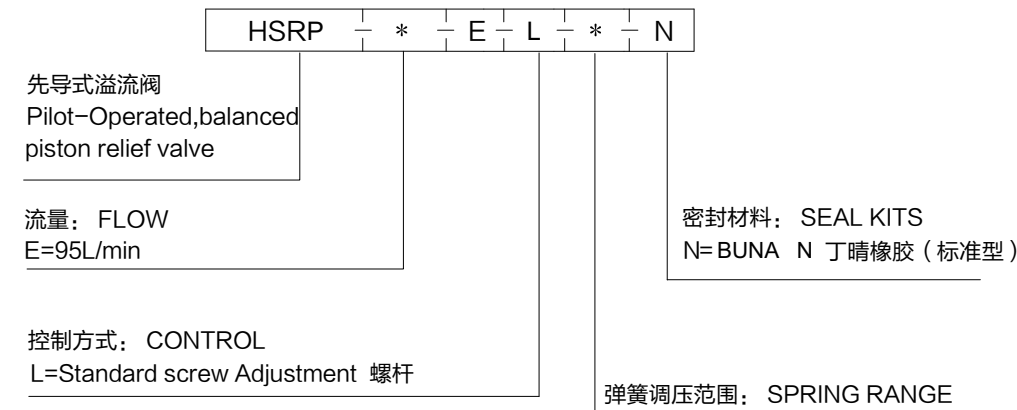 HSRP - * - E - L - * - N
先导式溢流阀
Pilot-Operated,balanced
piston relief valve
流量： FLOW
E=95L/min
密封材料： SEAL KITS
N= BUNA N 丁晴橡胶（标准型）
控制方式： CONTROL
L=Standard screw Adjustment 螺杆
弹簧调压范围： SPRING RANGE